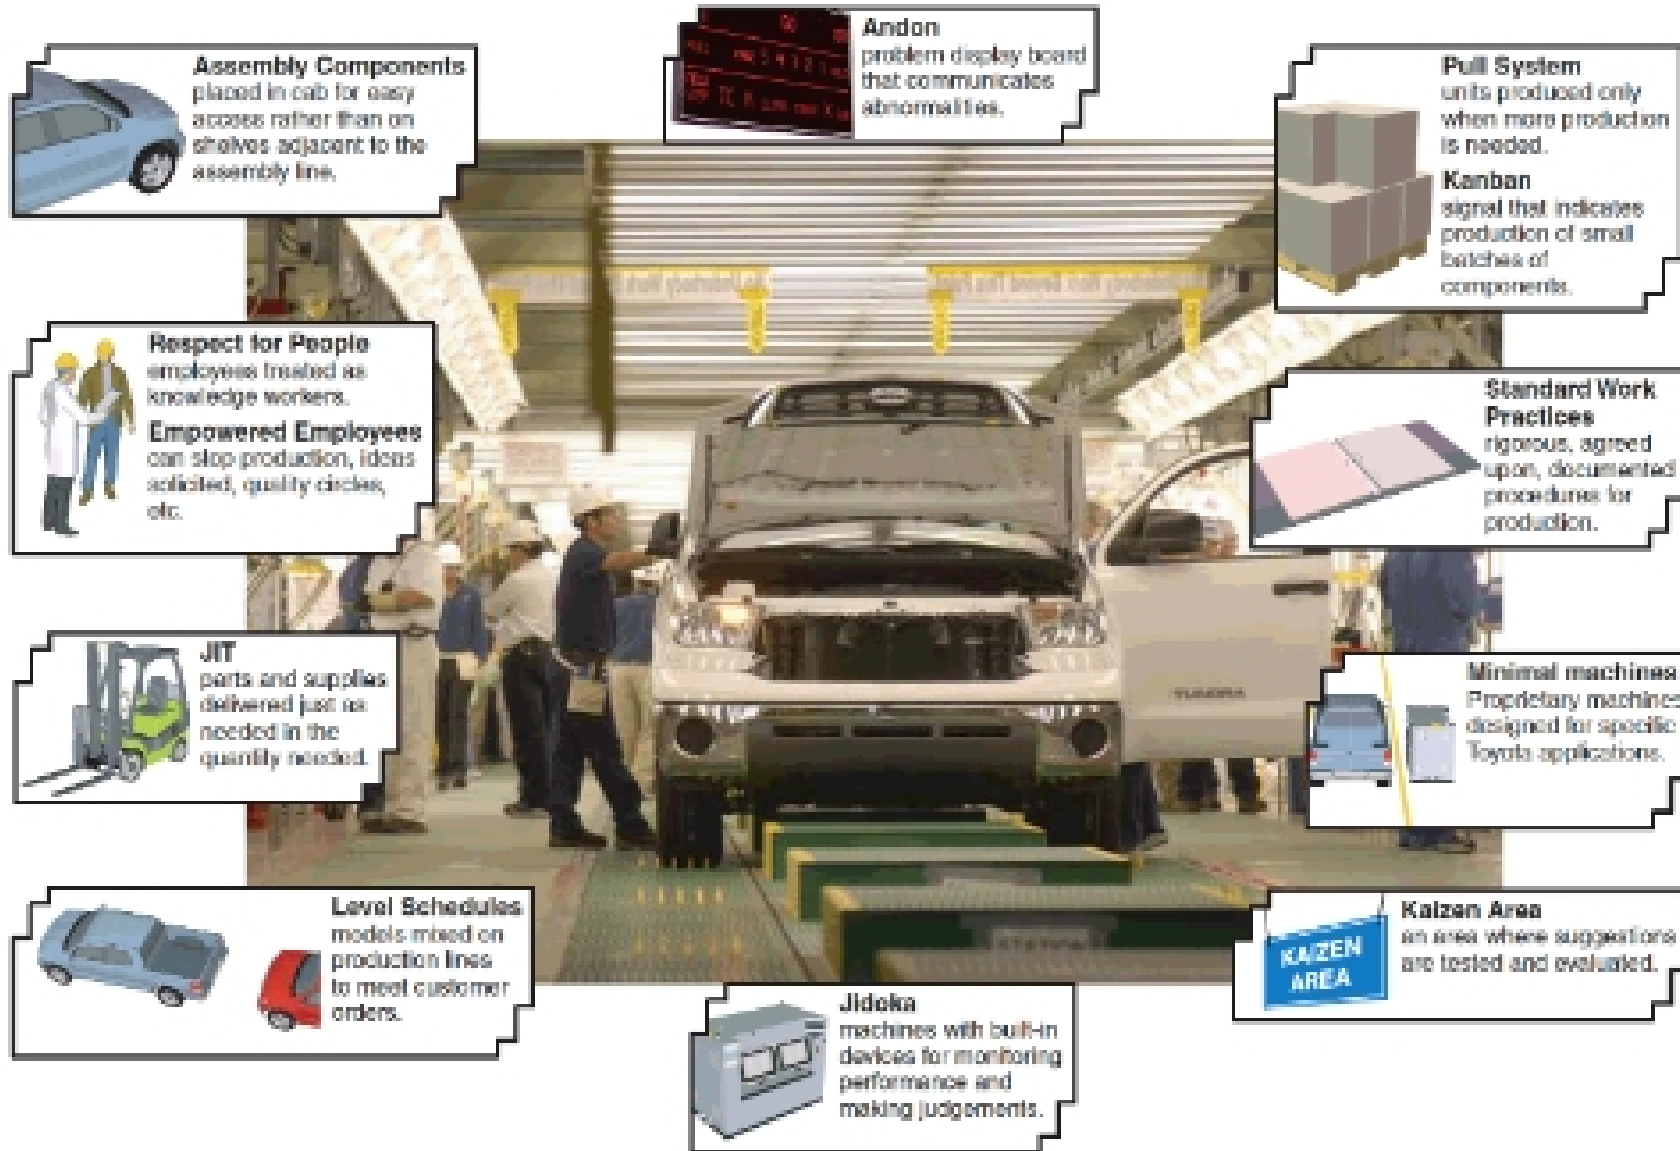 Andon
problem display board
that communicates
abnormalities.
Assembly Components
placed in cab for easy
access rather than on
shelves adjacent to the
assembly line.
Pull System
units produced only
when more production
is needed.
Kanban
signal that indicates
production of small
batches of
components.
Respect for People
employees treated as
knowledge workers.
Empowered Employees
can stop production, ideas
solicited, quality circles,
etc.
Standard Work
Practices
rigorous, agreed
upon, documented
procedures for
production.
JIT
parts and supplies
delivered just as
needed in the
quantity needed.
TUNDRA
Minimal machines
Proprietary machines
designed for specific
Toyota applications.
Level Schedules
models mixed on
production lines
to meet customer
orders.
KAIZEN
AREA
Kaizen Area
an area where suggestions
are tested and evaluated.
Jidoka
machines with built-in
devices for monitoring
performance and
making judgements.